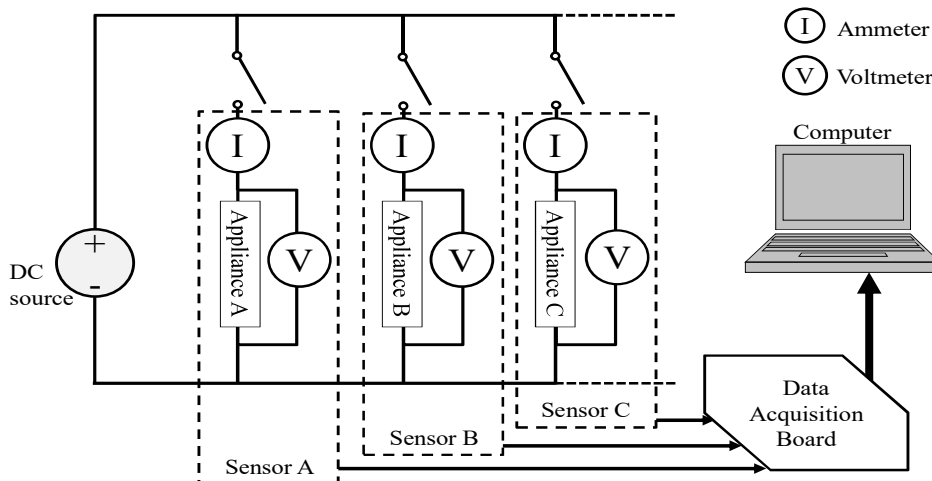 I Ammeter
V Voltmeter
Computer
I
I
I
Appliance A
V
Appliance B
V
Appliance C
V
+
-
DC
source
Sensor C
Sensor B
Sensor A
Data
Acquisition
Board